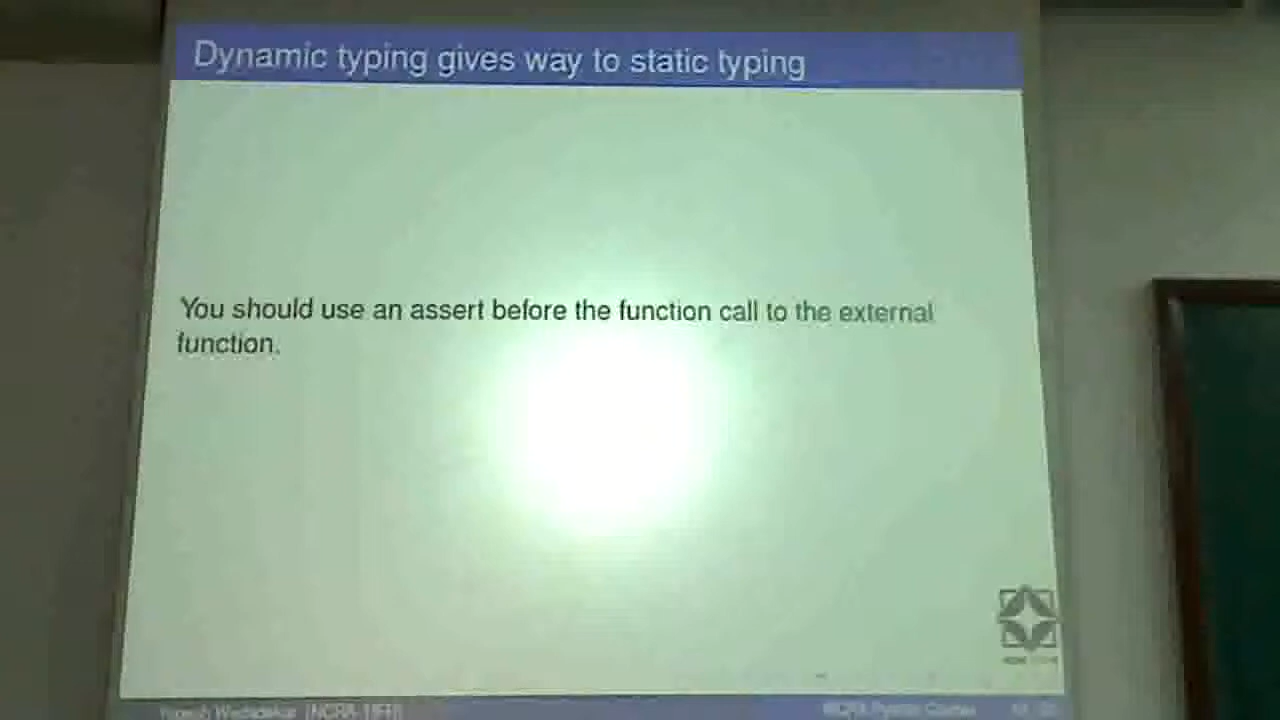 Dynamic typing gives way to static typing
You should use an assert before the function call to the external
function.